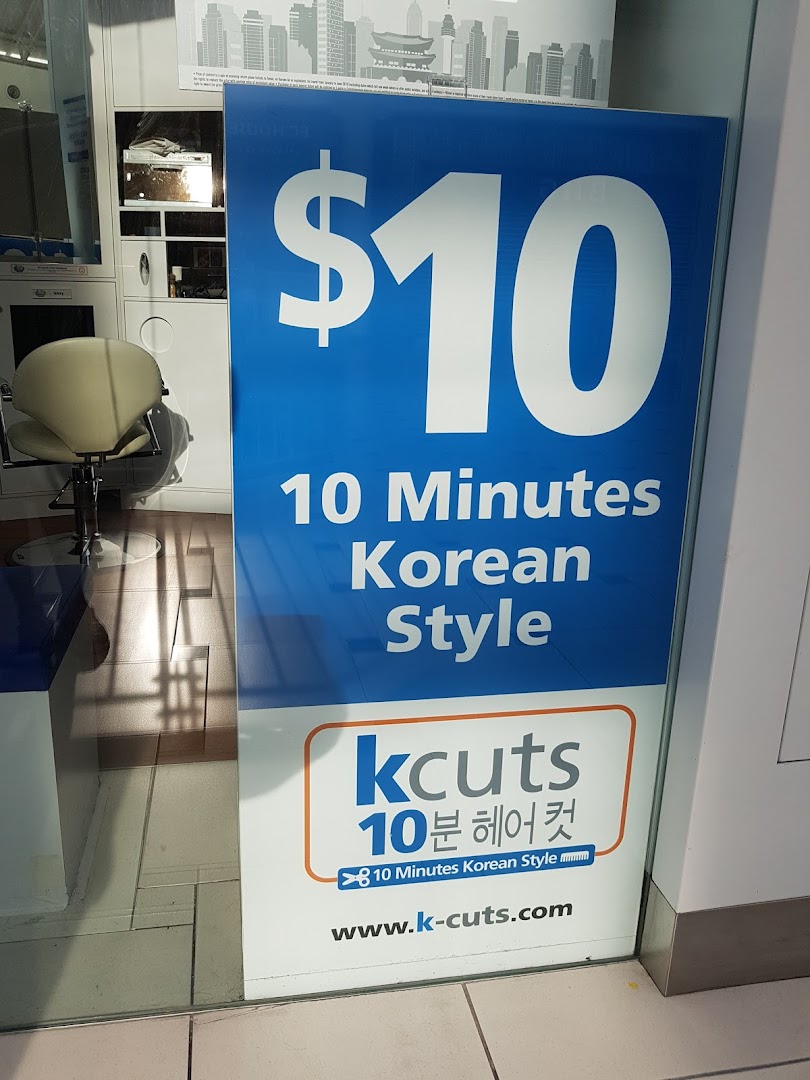 $10
10 Minutes
Korean
Style
kcuts
10분 헤어 컷
10 Minutes Korean Style
www.k-cuts.com